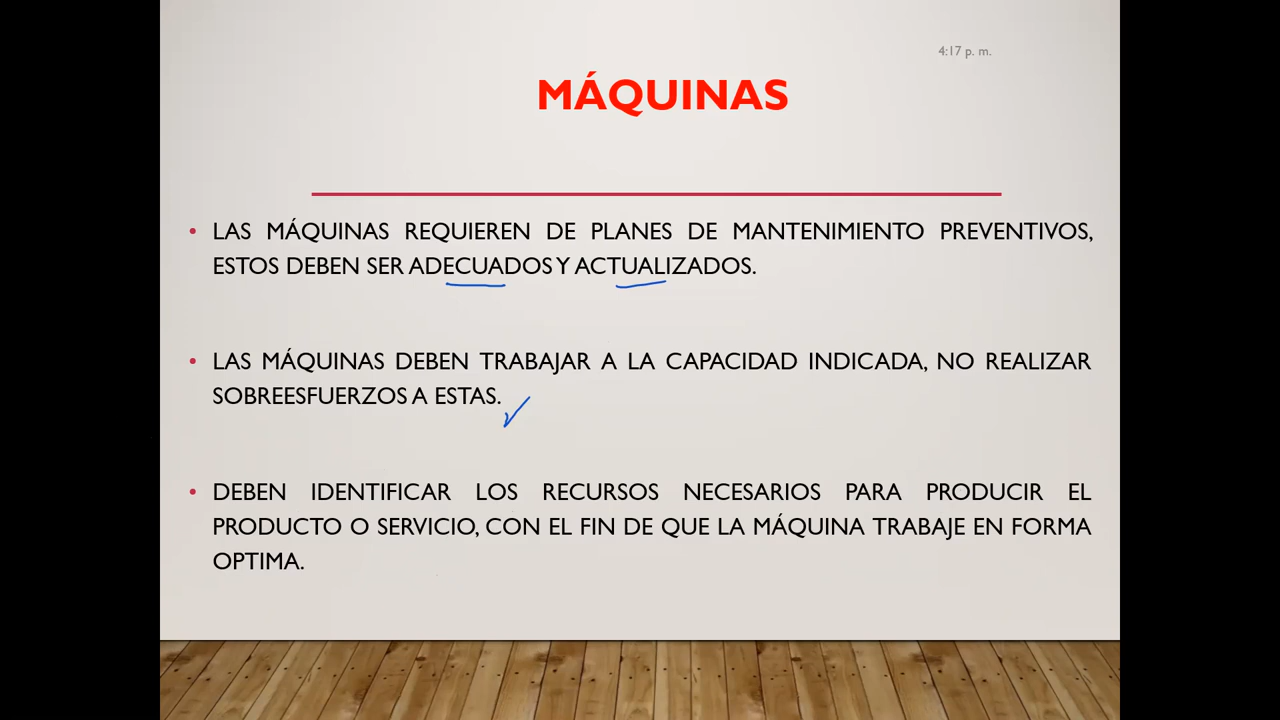 4:17 p. m.
MÁQUINAS
• LAS MÁQUINAS REQUIEREN DE PLANES DE MANTENIMIENTO PREVENTIVOS,
ESTOS DEBEN SER ADECUADOS Y ACTUALIZADOS.
• LAS MÁQUINAS DEBEN TRABAJAR A LA CAPACIDAD INDICADA, NO REALIZAR
SOBREESFUERZOS A ESTAS.
• DEBEN IDENTIFICAR LOS RECURSOS NECESARIOS PARA PRODUCIR EL
PRODUCTO O SERVICIO, CON EL FIN DE QUE LA MÁQUINA TRABAJE EN FORMA
OPTIMA.